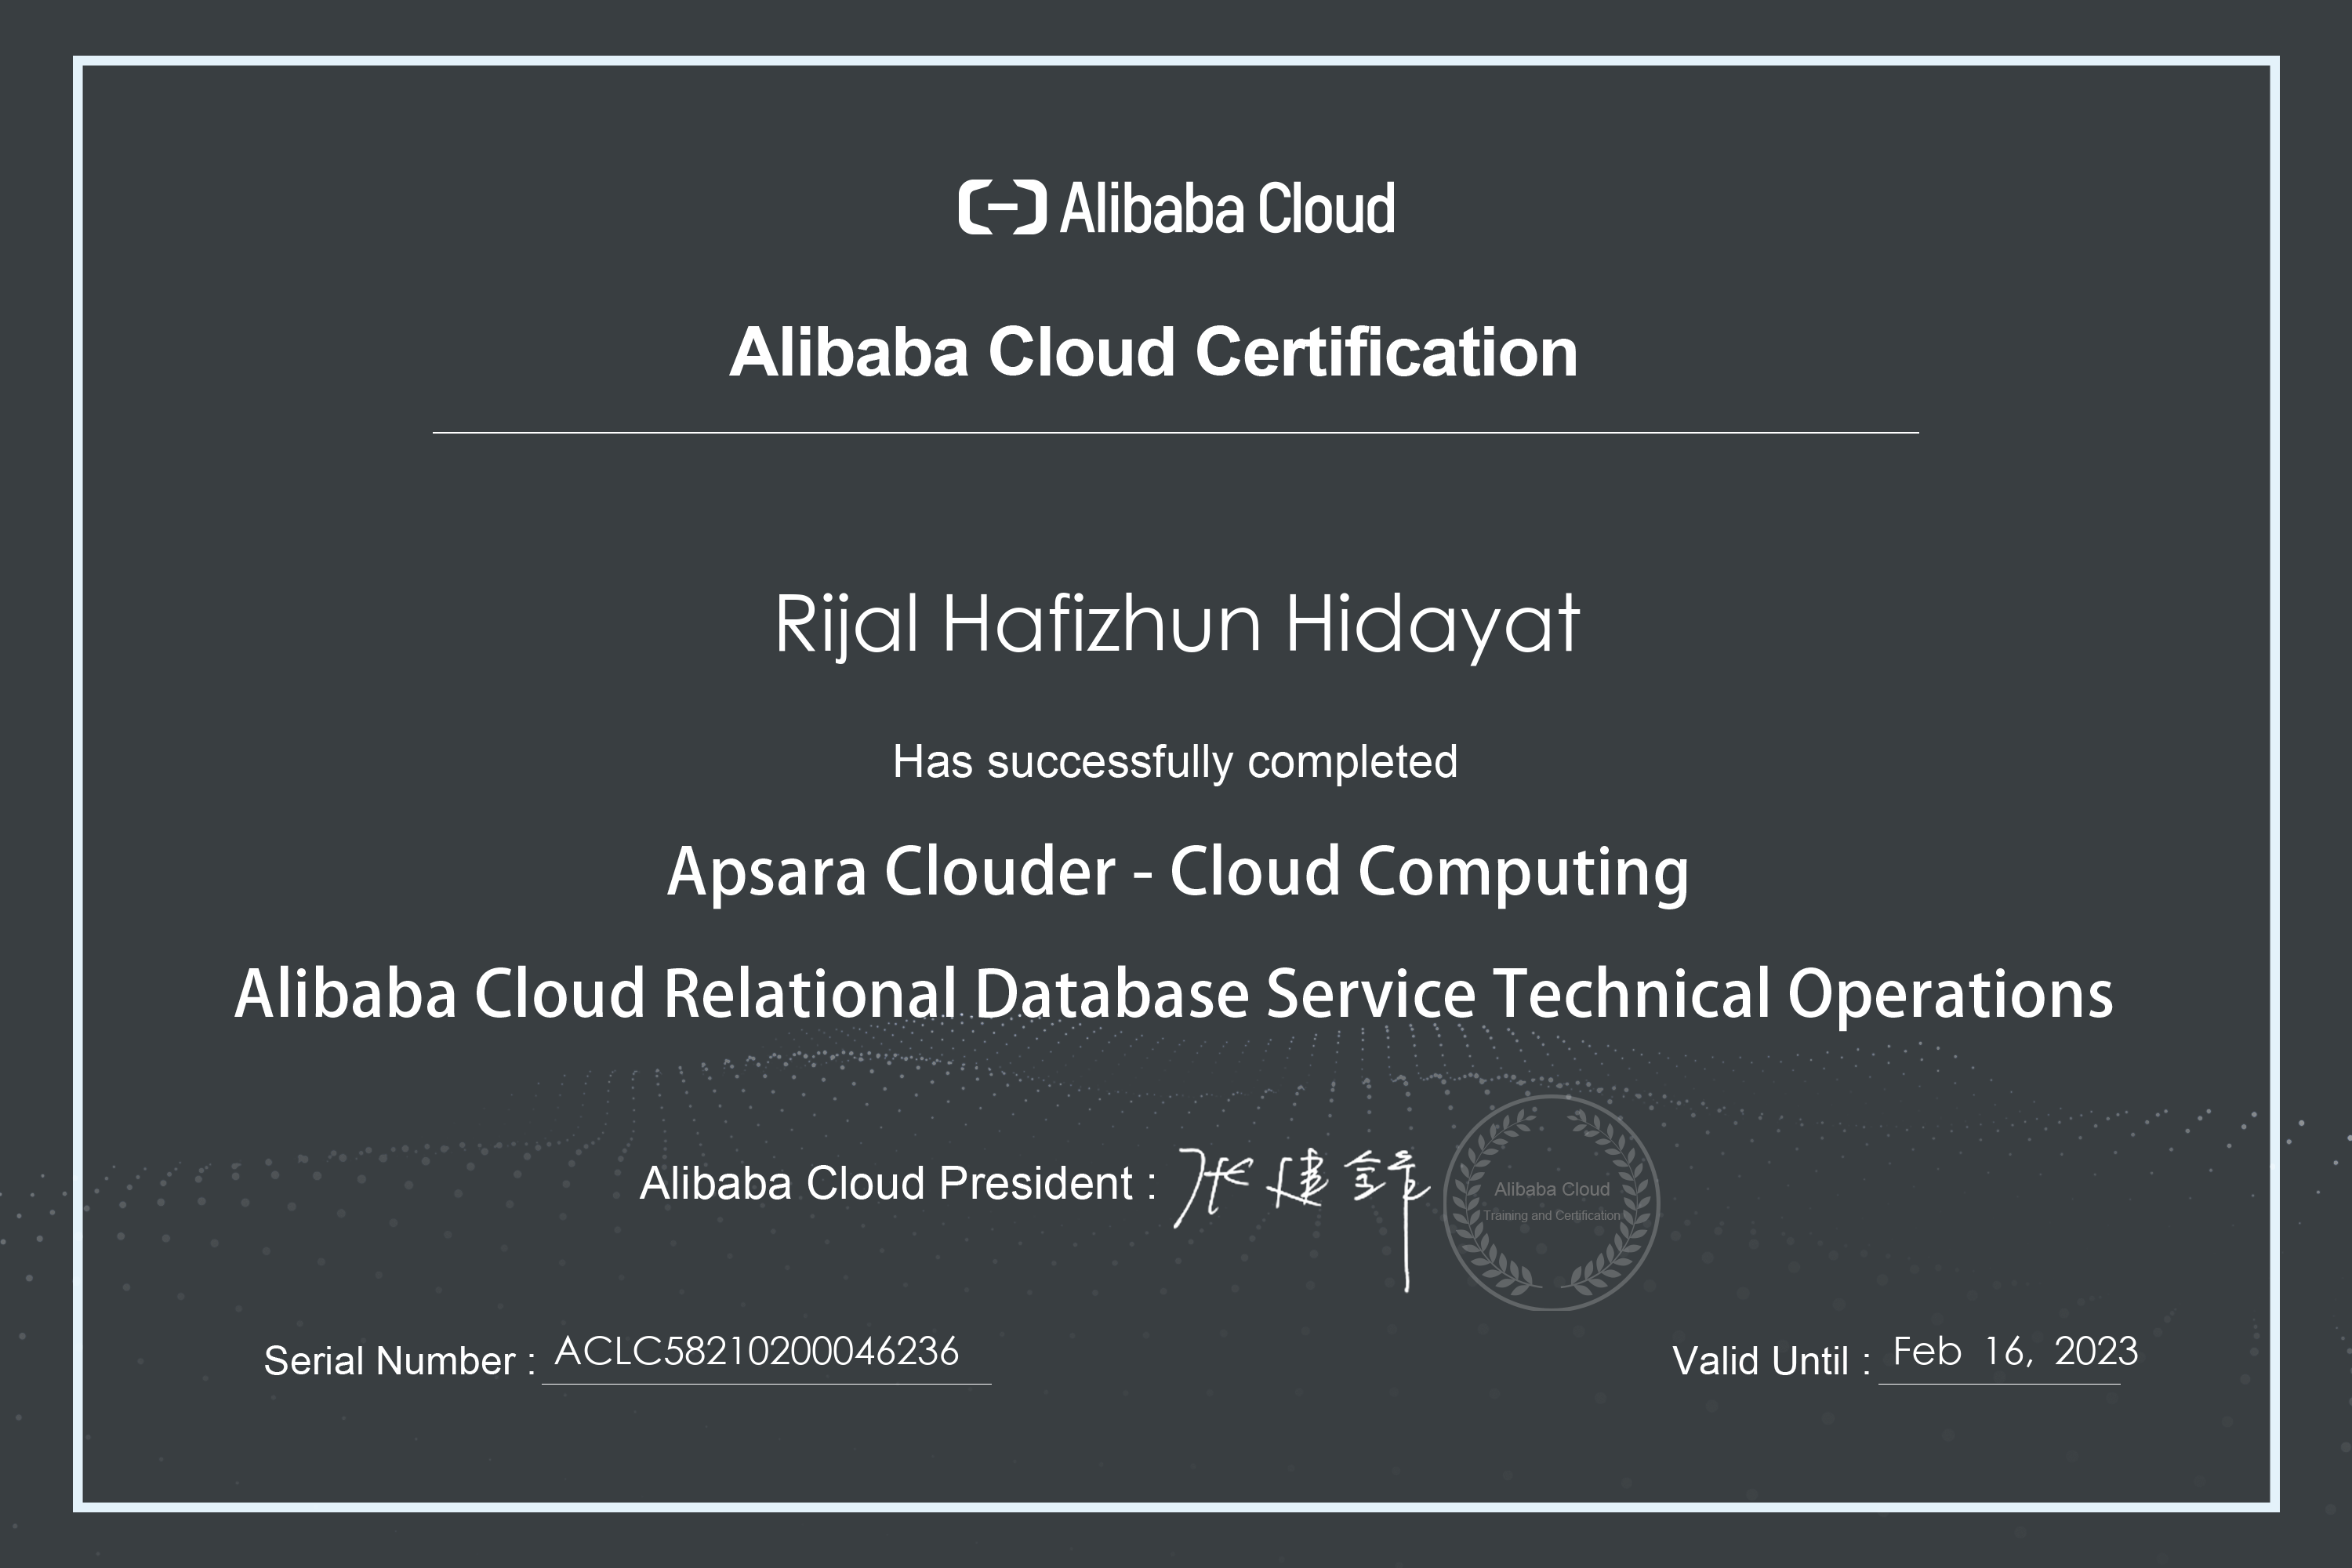 Alibaba Cloud
Alibaba Cloud Certification
Rijal Hafizhun Hidayat
Has successfully completed
Apsara Clouder - Cloud Computing
Alibaba Cloud Relational Database Service Technical Operations
Alibaba Cloud President : 张建锋
Alibaba Cloud
Training and Certification
Serial Number : ACLC58210200046236
Valid Until : Feb 16, 2023